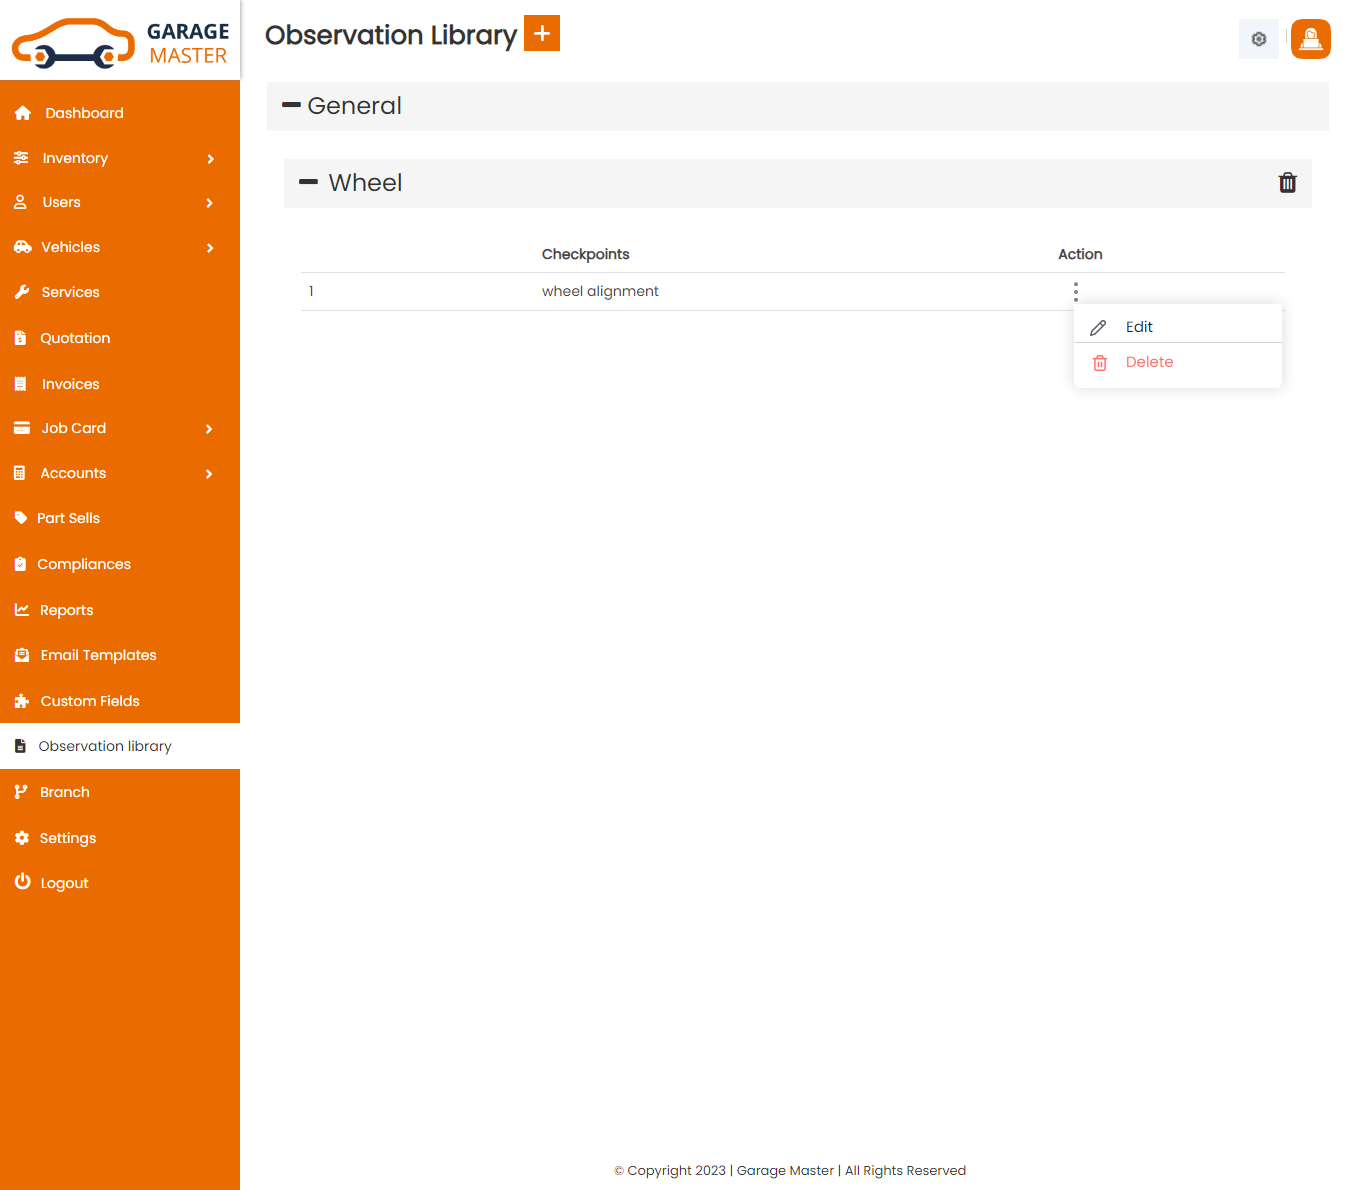 GARAGE
MASTER
Observation Library
Dashboard
Inventory
Users
Vehicles
Services
Quotation
Invoices
Job Card
Accounts
Part Sells
Compliances
Reports
Email Templates
Custom Fields
Observation library
Branch
Settings
Logout
General
Wheel
Checkpoints Action
1 wheel alignment
Edit
Delete
© Copyright 2023 | Garage Master | All Rights Reserved